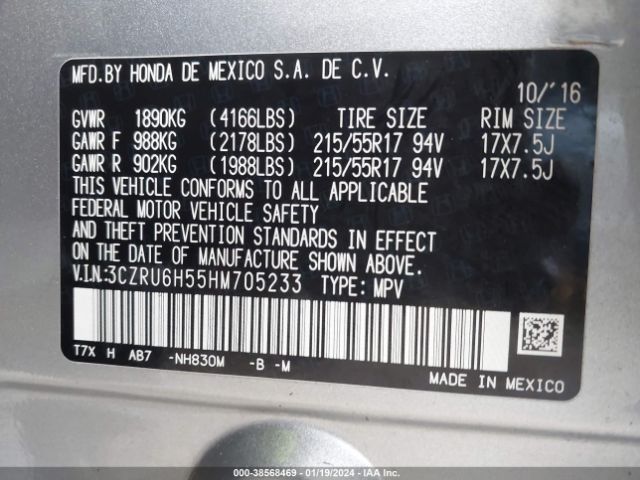 MFD.BY HONDA DE MEXICO S.A. DE C.V.
10/'16
GVWR 1890KG (4166LBS) TIRE SIZE RIM SIZE
GAWR F 988KG (2178LBS) 215/55R17 94V 17X7.5J
GAWR R 902KG (1988LBS) 215/55R17 94V 17X7.5J
THIS VEHICLE CONFORMS TO ALL APPLICABLE
FEDERAL MOTOR VEHICLE SAFETY
AND THEFT PREVENTION STANDARDS IN EFFECT
ON THE DATE OF MANUFACTURE SHOWN ABOVE.
V.I.N:3CZRU6H55HM705233 TYPE: MPV
T7X H AB7 -NH830M -B -M
MADE IN MEXICO
000-38568469 - 01/19/2024 - IAAI.COM